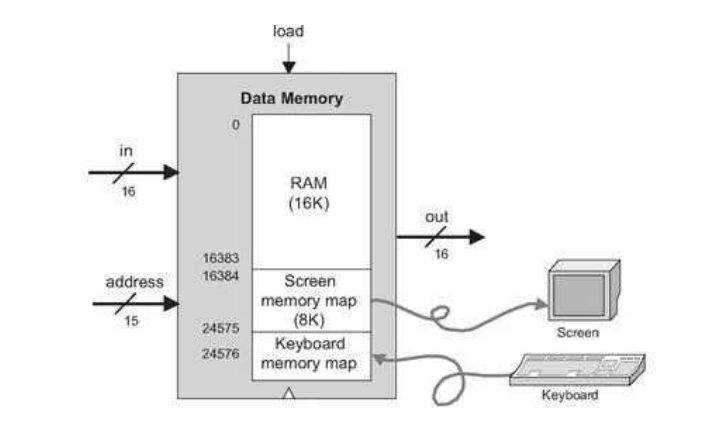 load
Data Memory
0
in
16
RAM
(16K)
out
16
16383
16384
address
15
Screen
memory map
(8K)
24575
24576
Keyboard
memory map
Screen
Keyboard